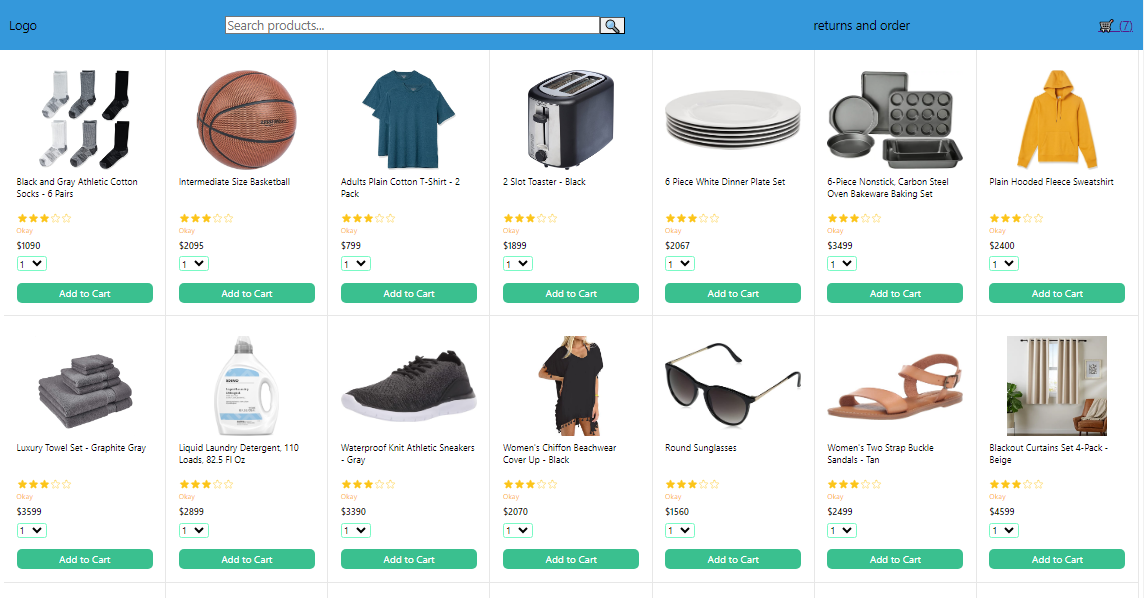 Logo
Search products...
returns and order
(7)
Black and Gray Athletic Cotton
Socks - 6 Pairs
Okay
$1090
1
Add to Cart
Intermediate Size Basketball
Okay
$2095
1
Add to Cart
Adults Plain Cotton T-Shirt - 2
Pack
Okay
$799
1
Add to Cart
2 Slot Toaster - Black
Okay
$1899
1
Add to Cart
6 Piece White Dinner Plate Set
Okay
$2067
1
Add to Cart
6-Piece Nonstick, Carbon Steel
Oven Bakeware Baking Set
Okay
$3499
1
Add to Cart
Plain Hooded Fleece Sweatshirt
Okay
$2400
1
Add to Cart
Luxury Towel Set - Graphite Gray
Okay
$3599
1
Add to Cart
Liquid Laundry Detergent, 110
Loads, 82.5 Fl Oz
Okay
$2899
1
Add to Cart
Waterproof Knit Athletic Sneakers
- Gray
Okay
$3390
1
Add to Cart
Women's Chiffon Beachwear
Cover Up - Black
Okay
$2070
1
Add to Cart
Round Sunglasses
Okay
$1560
1
Add to Cart
Women's Two Strap Buckle
Sandals - Tan
Okay
$2499
1
Add to Cart
Blackout Curtains Set 4-Pack -
Beige
Okay
$4599
1
Add to Cart